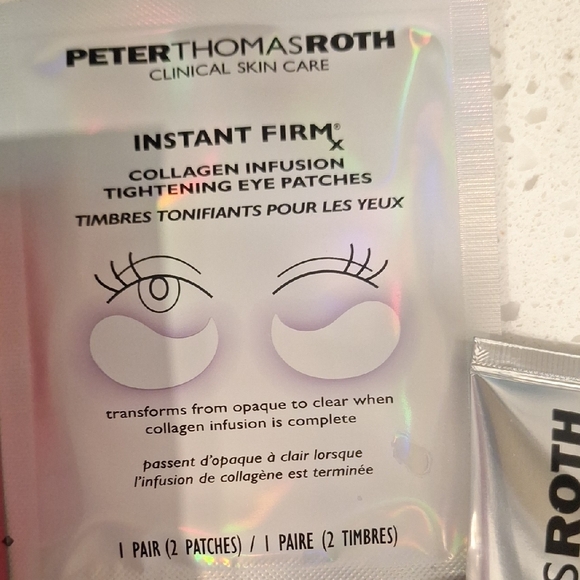 PETERTHOMASROTH
CLINICAL SKIN CARE
INSTANT FIRMx®
COLLAGEN INFUSION
TIGHTENING EYE PATCHES
TIMBRES TONIFIANTS POUR LES YEUX
transforms from opaque to clear when
collagen infusion is complete
passent d'opaque à clair lorsque
l'infusion de collagène est terminée
1 PAIR (2 PATCHES) / 1 PAIRE (2 TIMBRES)
ROTH